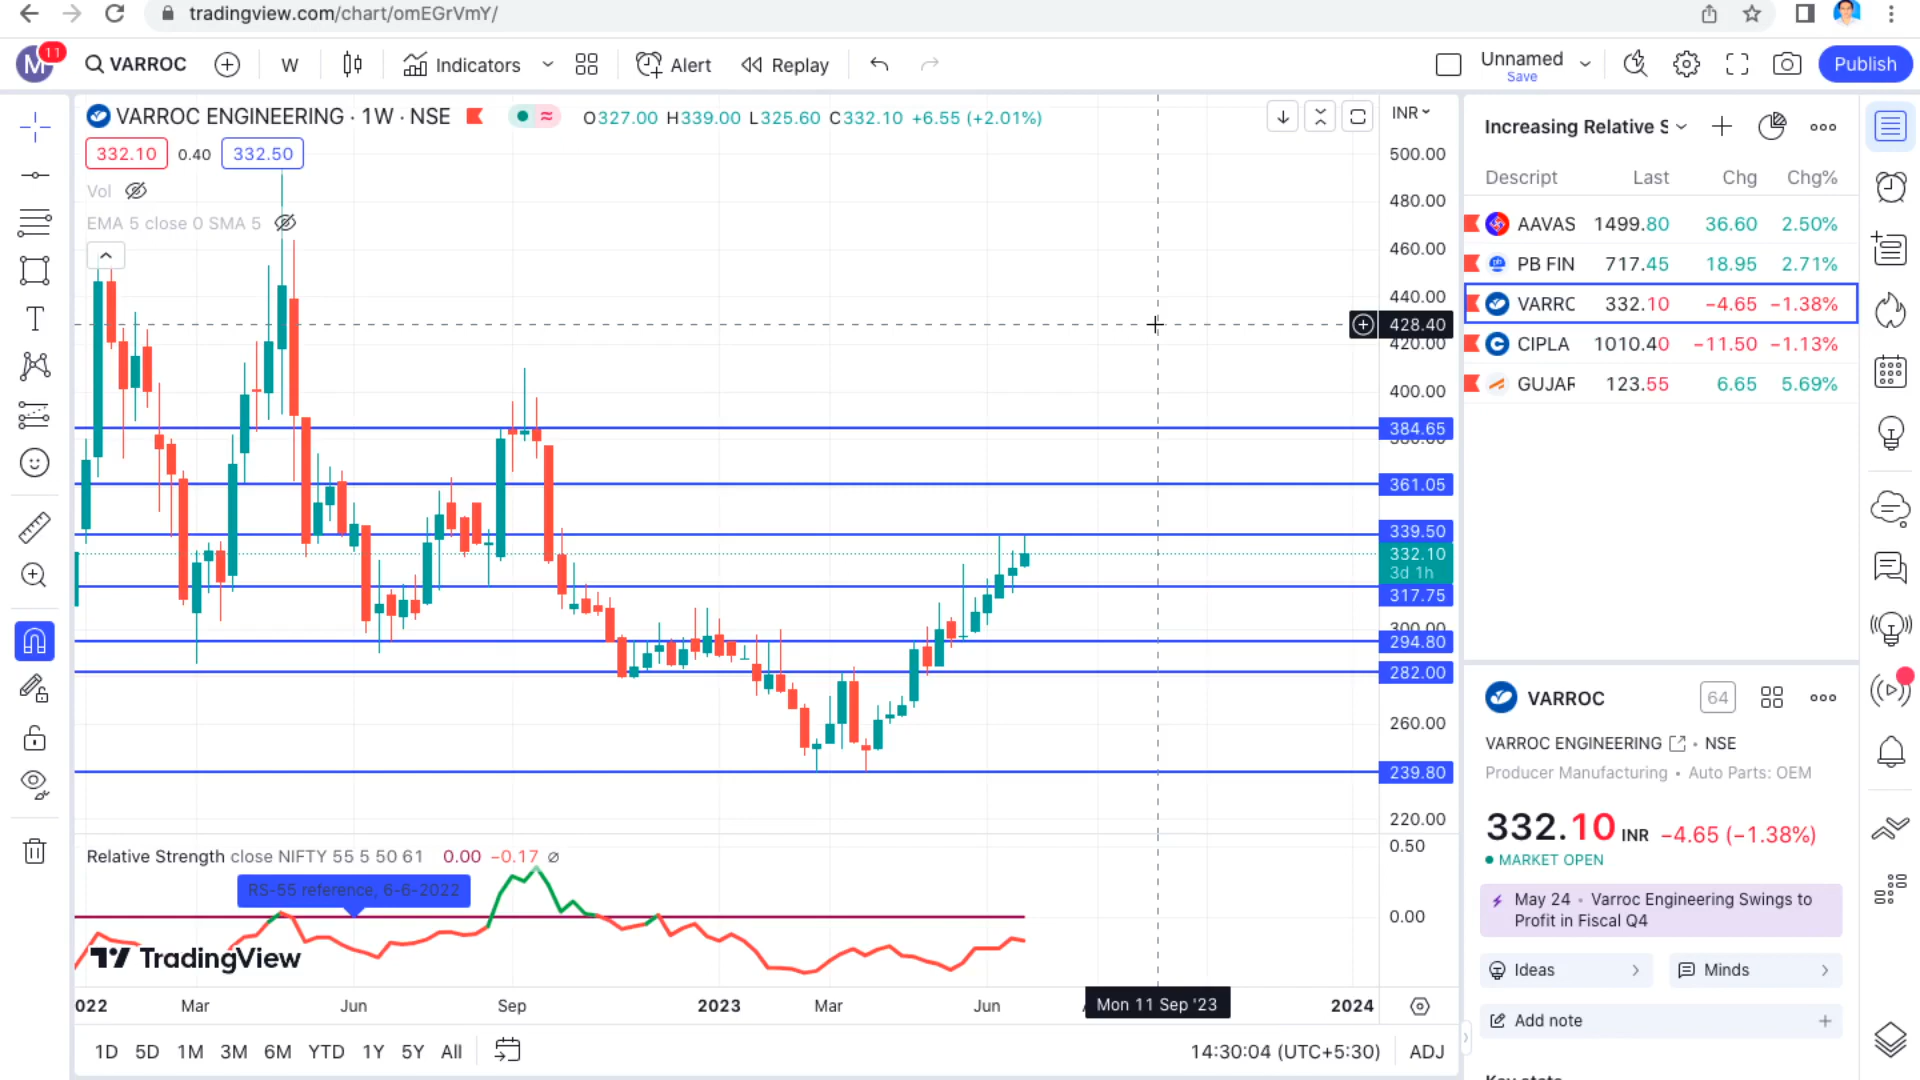 tradingview.com/chart/omEGrVmY/
M 11 VARROC W Indicators Alert Replay Unnamed Save Publish
VARROC ENGINEERING · 1W · NSE O327.00 H339.00 L325.60 C332.10 +6.55 (+2.01%)
332.10 0.40 332.50
Vol
EMA 5 close 0 SMA 5
INR
500.00
480.00
460.00
440.00
428.40
420.00
400.00
384.65
380.00
361.05
339.50
332.10
3d 1h
317.75
300.00
294.80
282.00
260.00
239.80
220.00
Relative Strength close NIFTY 55 5 50 61 0.00 −0.17 ∅
RS-55 reference, 6-6-2022
0.50
0.00
TradingView
022 Mar Jun Sep 2023 Mar Jun Mon 11 Sep '23 2024
1D 5D 1M 3M 6M YTD 1Y 5Y All 14:30:04 (UTC+5:30) ADJ
Increasing Relative S
Descript Last Chg Chg%
AAVAS 1499.80 36.60 2.50%
PB FIN 717.45 18.95 2.71%
VARRC 332.10 −4.65 −1.38%
CIPLA 1010.40 −11.50 −1.13%
GUJAR 123.55 6.65 5.69%
VARROC 64
VARROC ENGINEERING • NSE
Producer Manufacturing • Auto Parts: OEM
332.10 INR −4.65 (−1.38%)
MARKET OPEN
May 24 • Varroc Engineering Swings to
Profit in Fiscal Q4
Ideas Minds
Add note